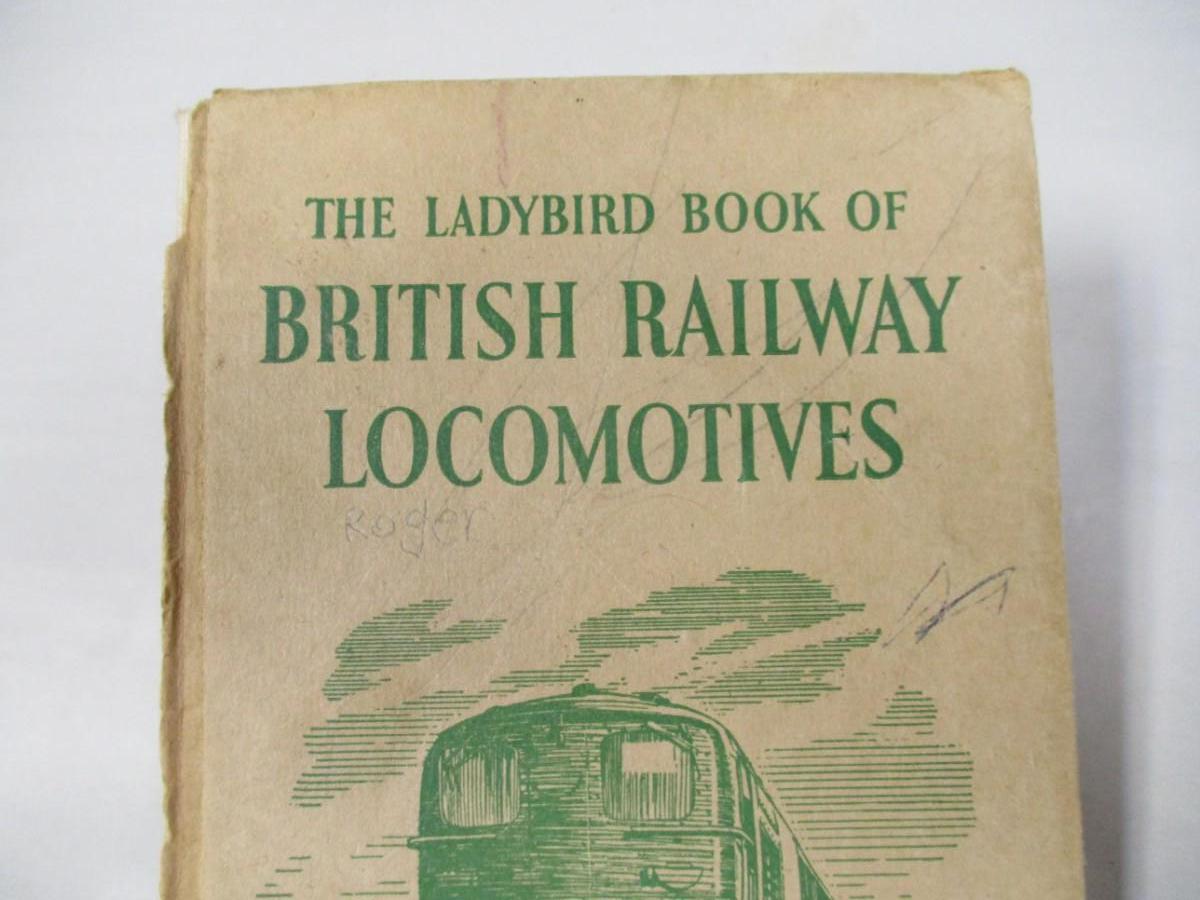 THE LADYBIRD BOOK OF
BRITISH RAILWAY
LOCOMOTIVES
Roger